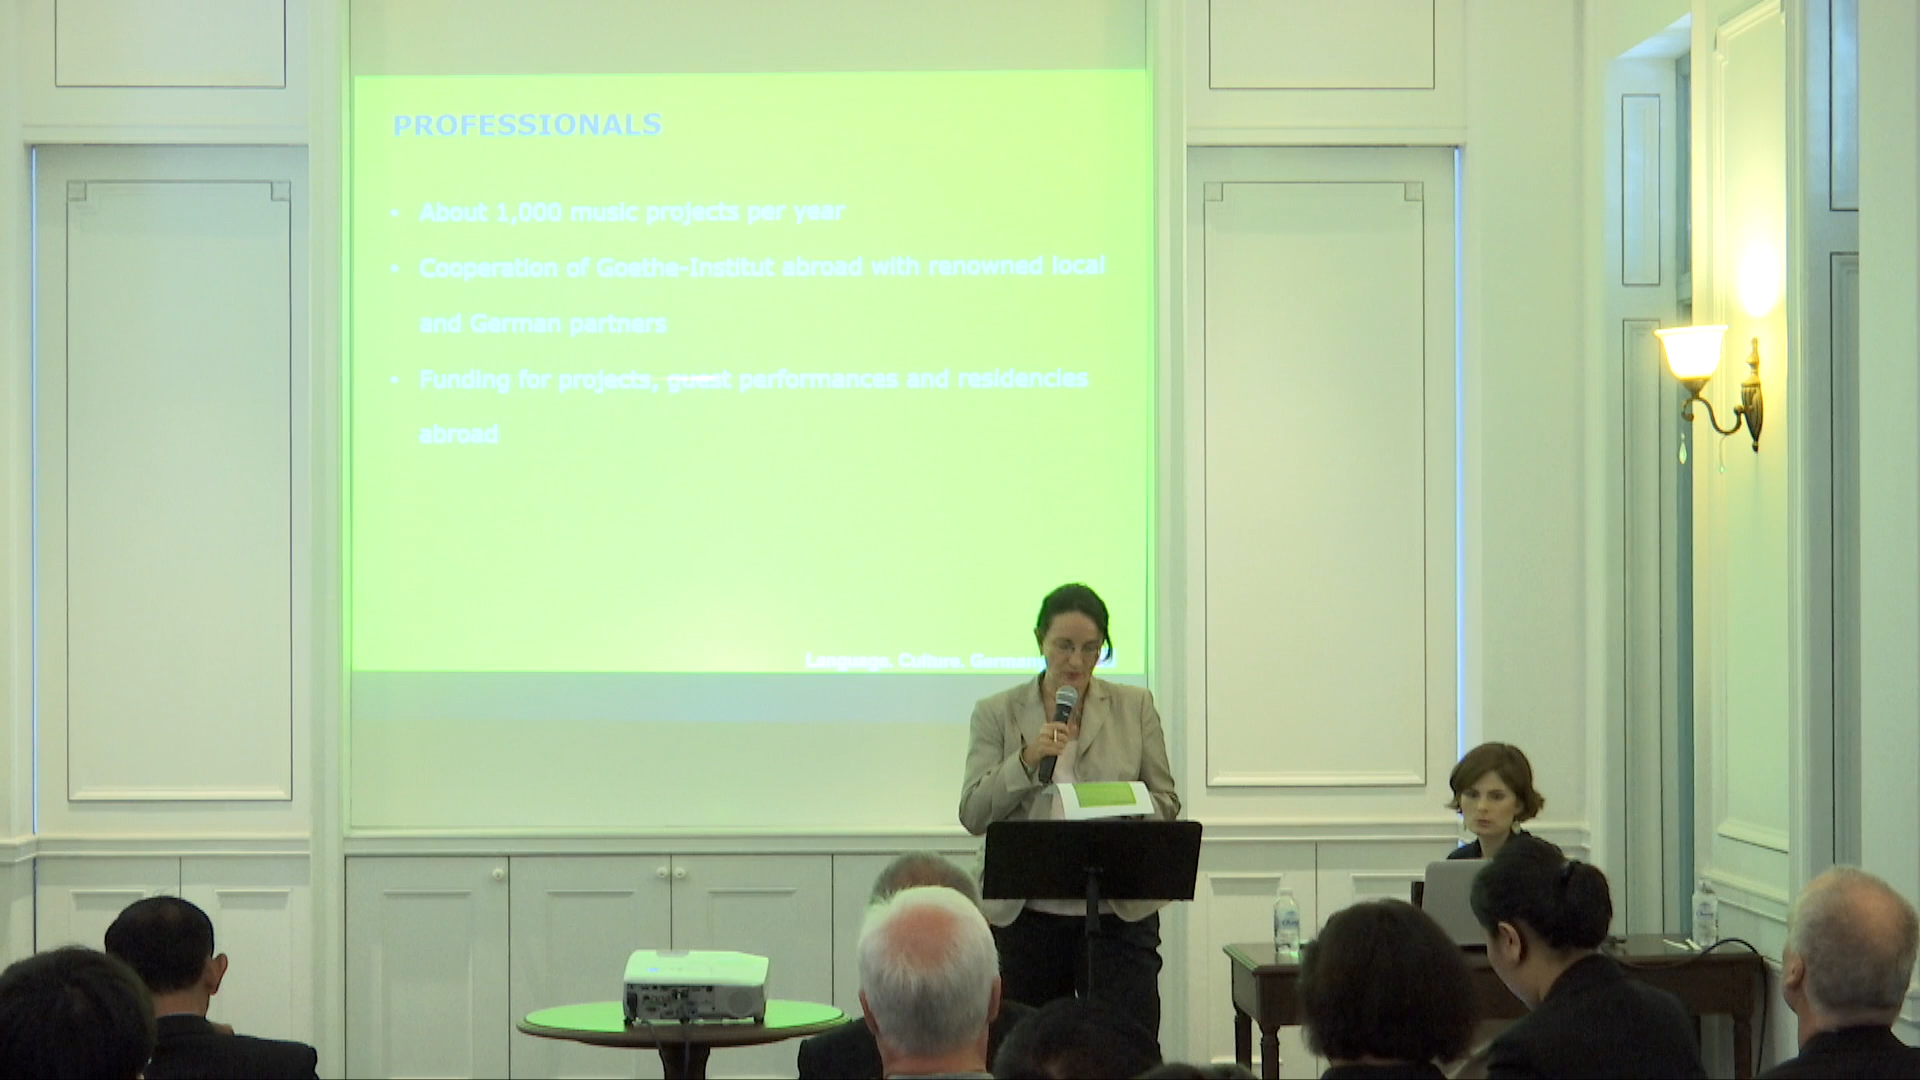 PROFESSIONALS
• About 1,000 music projects per year
• Cooperation of Goethe-Institut abroad with renowned local
and German partners
• Funding for projects, guest performances and residencies
abroad
Language. Culture.